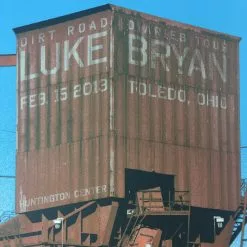 DIRT ROAD DIARIES TOUR
LUKE BRYAN
FEB. 15 2013 TOLEDO, OHIO
HUNTINGTON CENTER